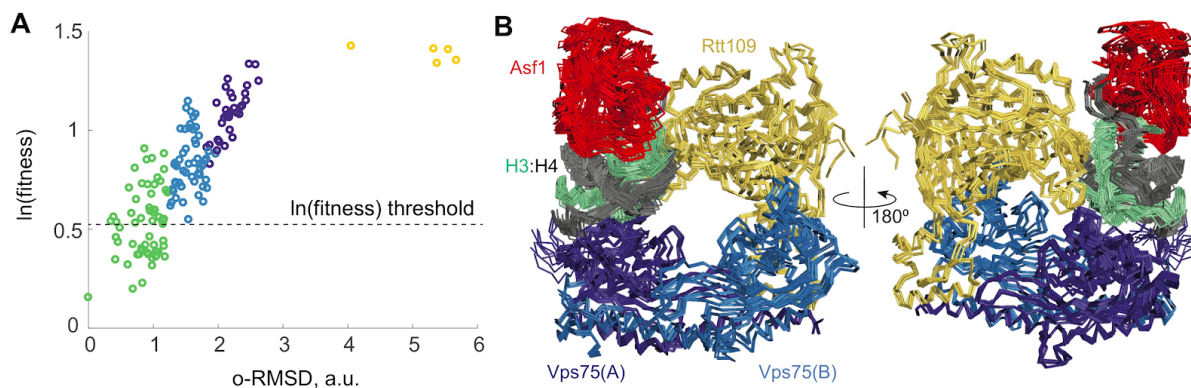 A
1.5
1
0.5
0
ln(fitness)
ln(fitness) threshold
0 1 2 3 4 5 6
o-RMSD, a.u.
B
Rtt109
Asf1
H3:H4
180º
Vps75(A)
Vps75(B)